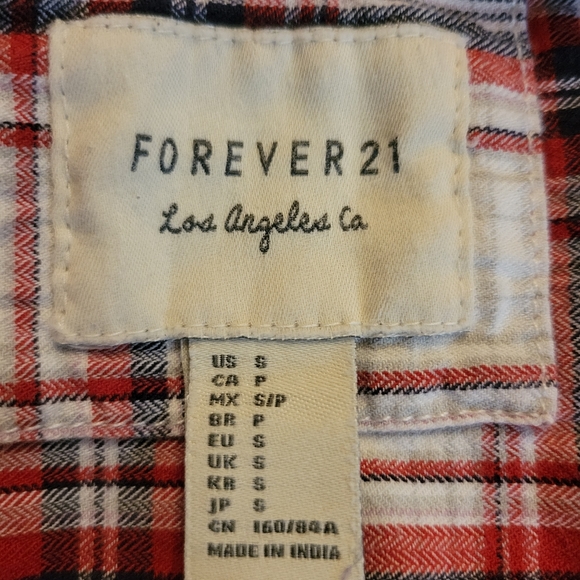 FOREVER 21
Los Angeles Ca
US S
CA P
MX S/P
BR P
EU S
UK S
KR S
JP S
CN 160/84A
MADE IN INDIA